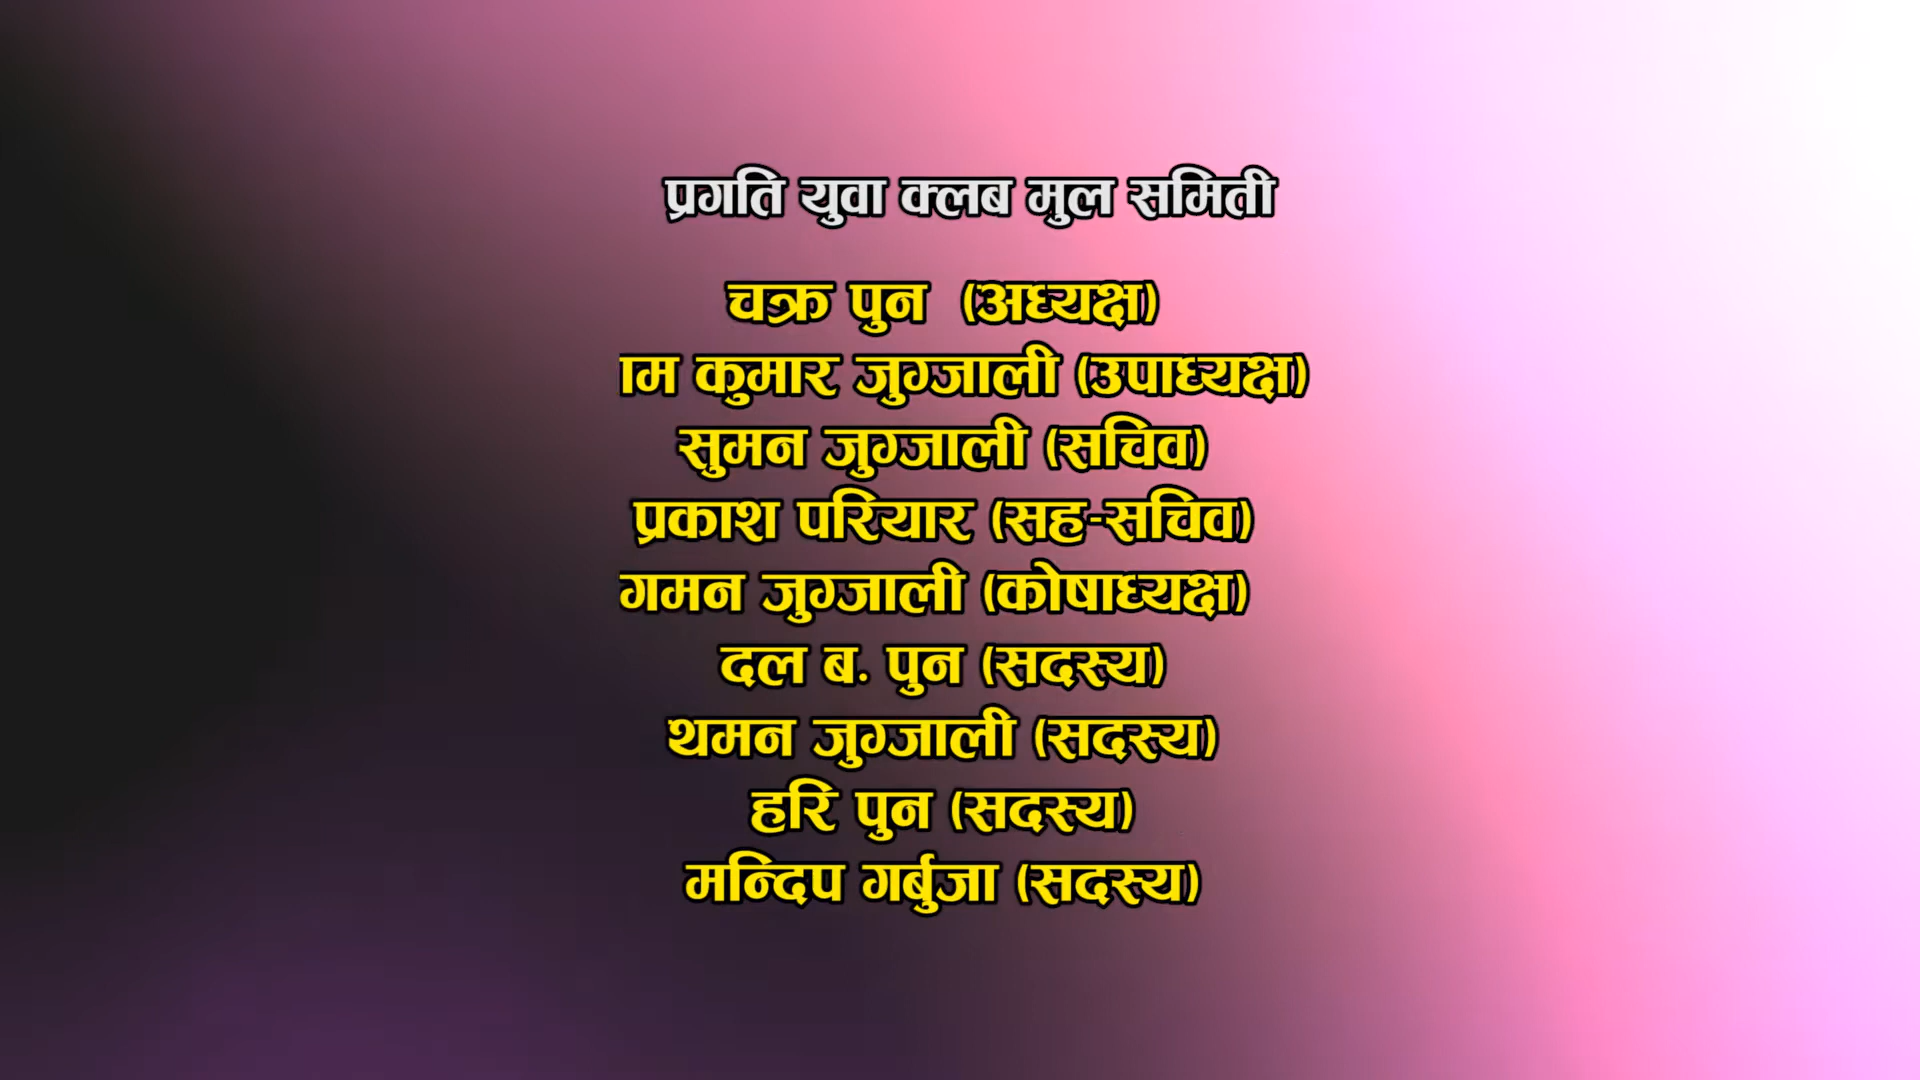 प्रगति युवा क्लब मुल समिती
चक्र पुन (अध्यक्ष)
ाम कुमार जुग्जाली (उपाध्यक्ष)
सुमन जुग्जाली (सचिव)
प्रकाश परियार (सह-सचिव)
गमन जुग्जाली (कोषाध्यक्ष)
दल ब. पुन (सदस्य)
थमन जुग्जाली (सदस्य)
हरि पुन (सदस्य)
मन्दिप गर्बुजा (सदस्य)